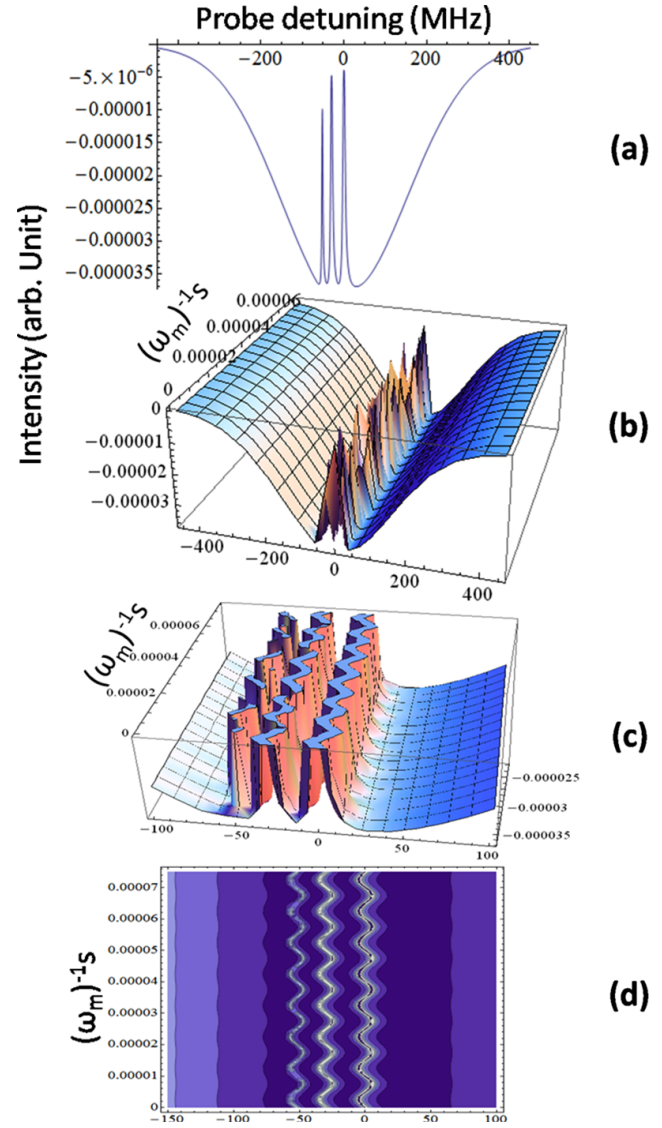 Probe detuning (MHz)
−200 0 200 400
−5.×10⁻⁶
−0.00001
−0.000015
−0.00002
−0.000025
−0.00003
−0.000035
(a)
Intensity (arb. Unit)
(ωm)⁻¹s
0.00006
0.00004
0.00002
0
0
−0.00001
−0.00002
−0.00003
−400 −200 0 200 400
(b)
(ωm)⁻¹s
0.00006
0.00004
0.00002
0
−0.000025
−0.00003
−0.000035
−100 −50 0 50 100
(c)
(ωm)⁻¹s
0.00007
0.00006
0.00005
0.00004
0.00003
0.00002
0.00001
0
−150 −100 −50 0 50 100
(d)